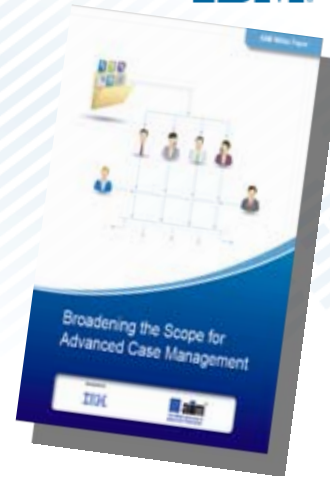 IBM
AIIM White Paper
Broadening the Scope for
Advanced Case Management
IBM
aiim